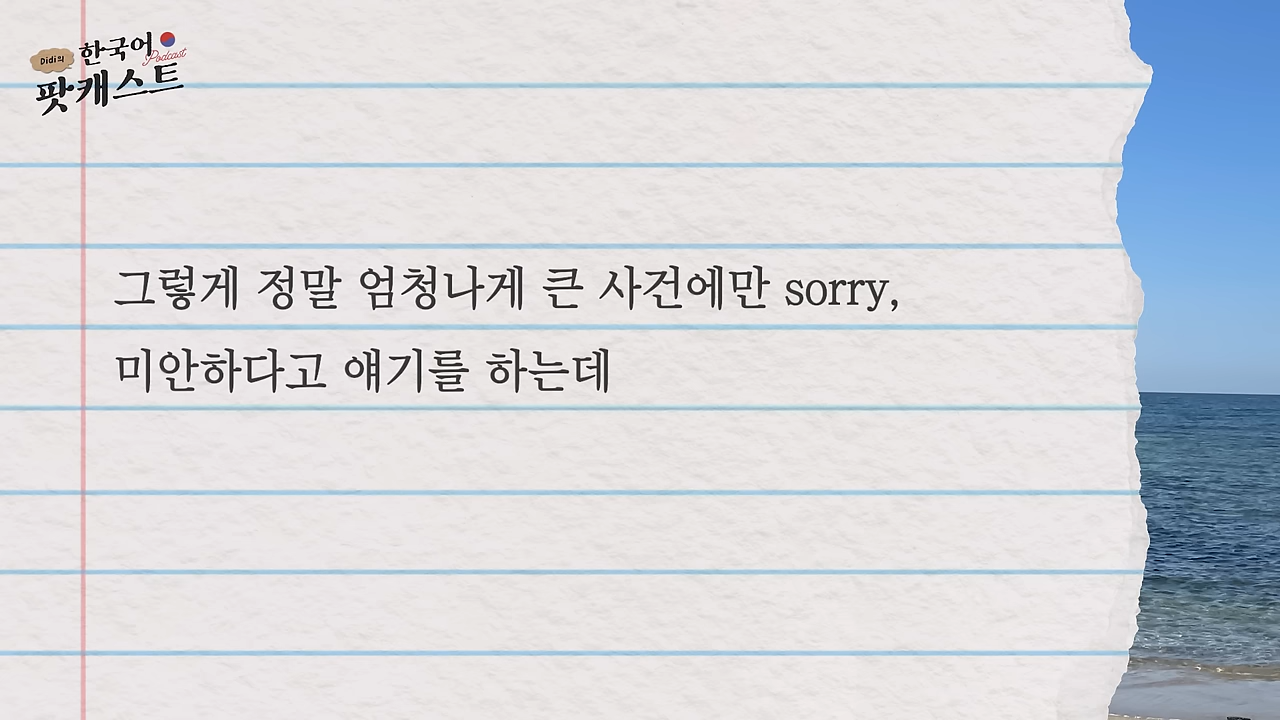 Didi의
한국어
Podcast
팟캐스트
그렇게 정말 엄청나게 큰 사건에만 sorry,
미안하다고 얘기를 하는데